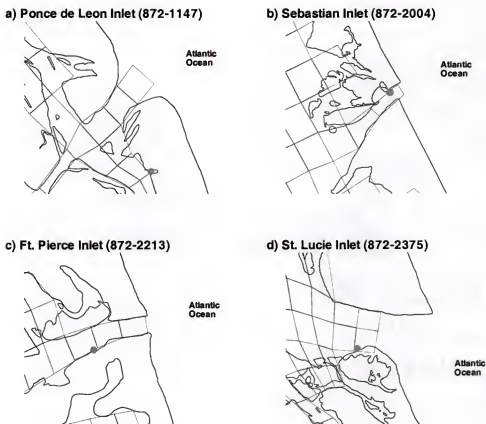 a) Ponce de Leon Inlet (872-1147)
Atlantic
Ocean
b) Sebastian Inlet (872-2004)
Atlantic
Ocean
c) Ft. Pierce Inlet (872-2213)
Atlantic
Ocean
d) St. Lucie Inlet (872-2375)
Atlantic
Ocean